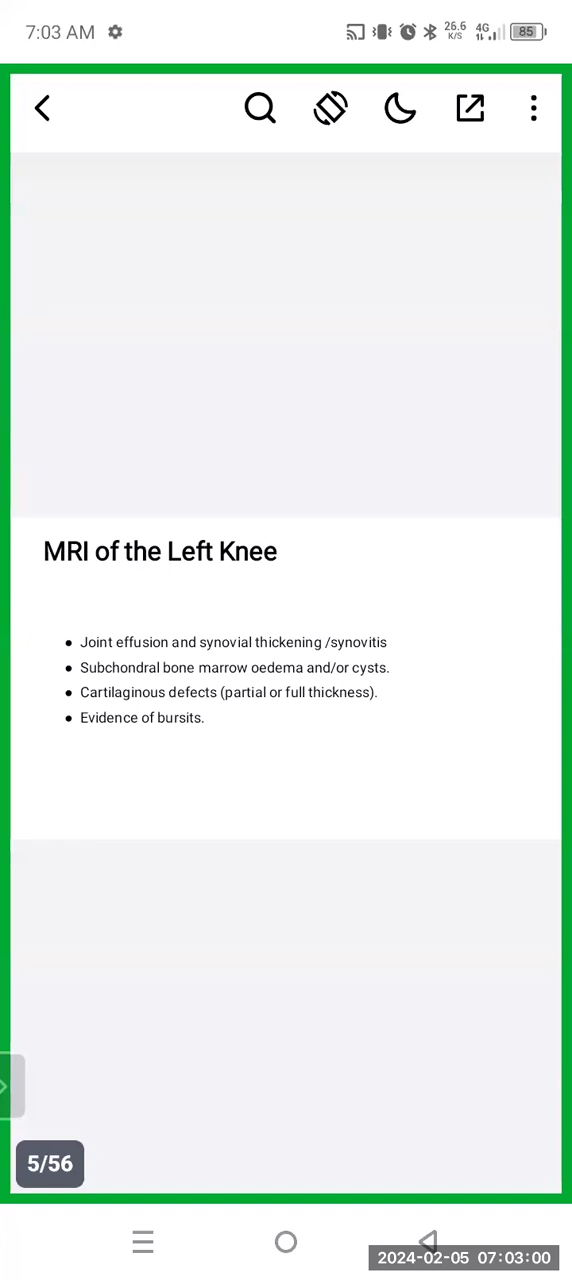 7:03 AM
26.6
K/S
4G
85
MRI of the Left Knee
● Joint effusion and synovial thickening /synovitis
● Subchondral bone marrow oedema and/or cysts.
● Cartilaginous defects (partial or full thickness).
● Evidence of bursits.
5/56
2024-02-05 07:03:00